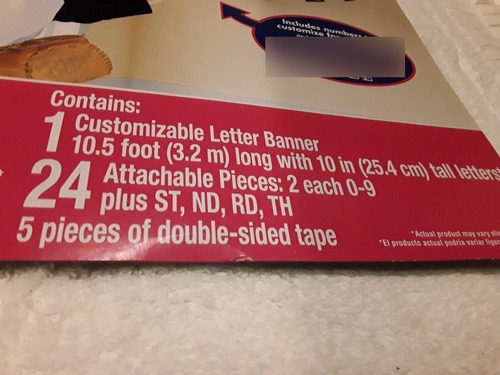 Includes numbers
customize
Contains:
1 Customizable Letter Banner
10.5 foot (3.2 m) long with 10 in (25.4 cm) tall letters
24 Attachable Pieces: 2 each 0-9
plus ST, ND, RD, TH
5 pieces of double-sided tape
*Actual product may vary
*El producto actual podría variar